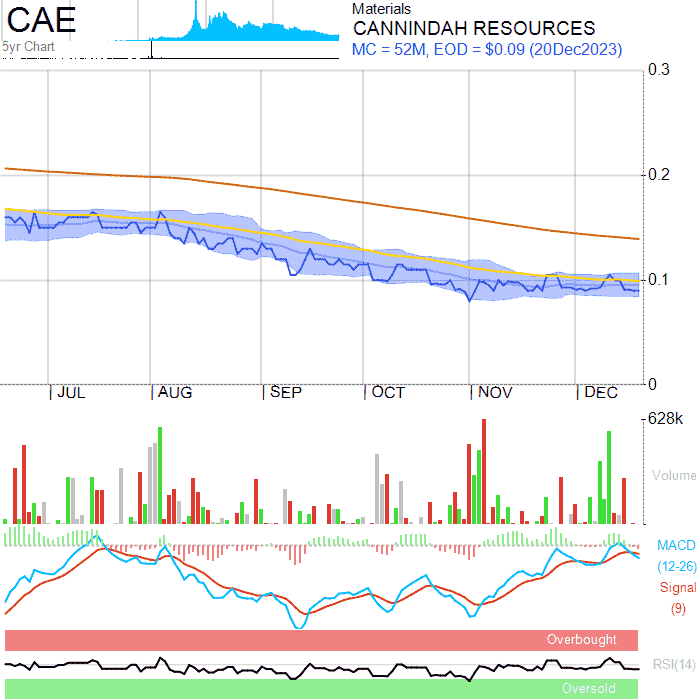 CAE
5yr Chart
Materials
CANNINDAH RESOURCES
MC = 52M, EOD = $0.09 (20Dec2023)
0.3
0.2
0.1
0
JUL AUG SEP OCT NOV DEC
628k
Volume
MACD
(12-26)
Signal
(9)
Overbought
RSI(14)
Oversold